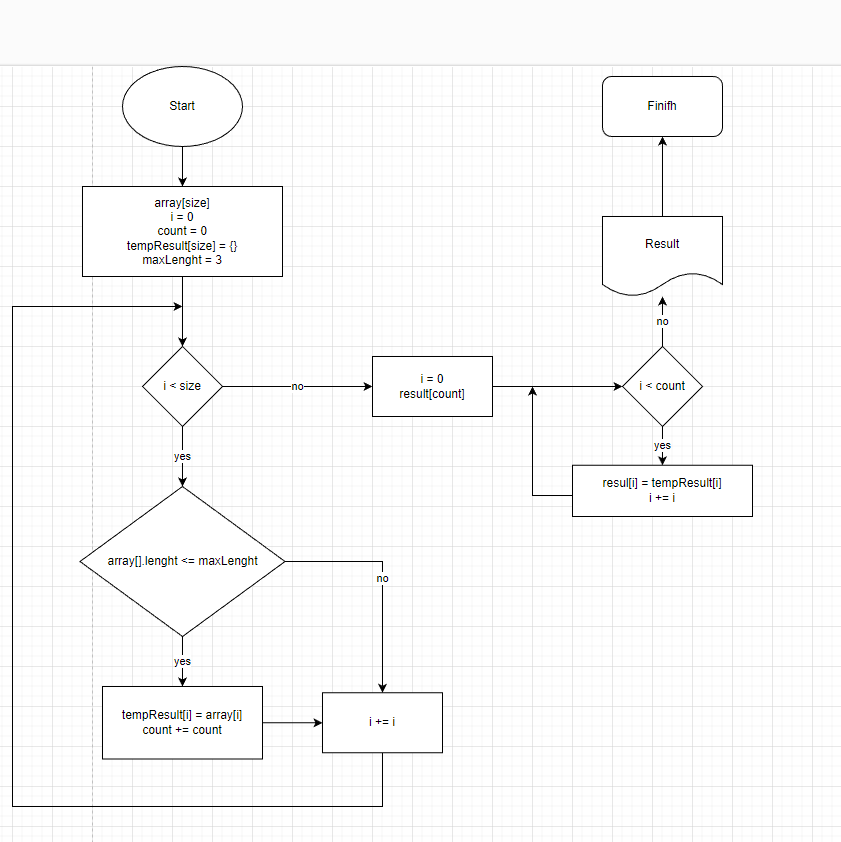 Start
array[size]
i = 0
count = 0
tempResult[size] = {}
maxLenght = 3
i < size
no
yes
array[].lenght <= maxLenght
no
yes
tempResult[i] = array[i]
count += count
i += i
i = 0
result[count]
i < count
yes
resul[i] = tempResult[i]
i += i
no
Result
Finifh